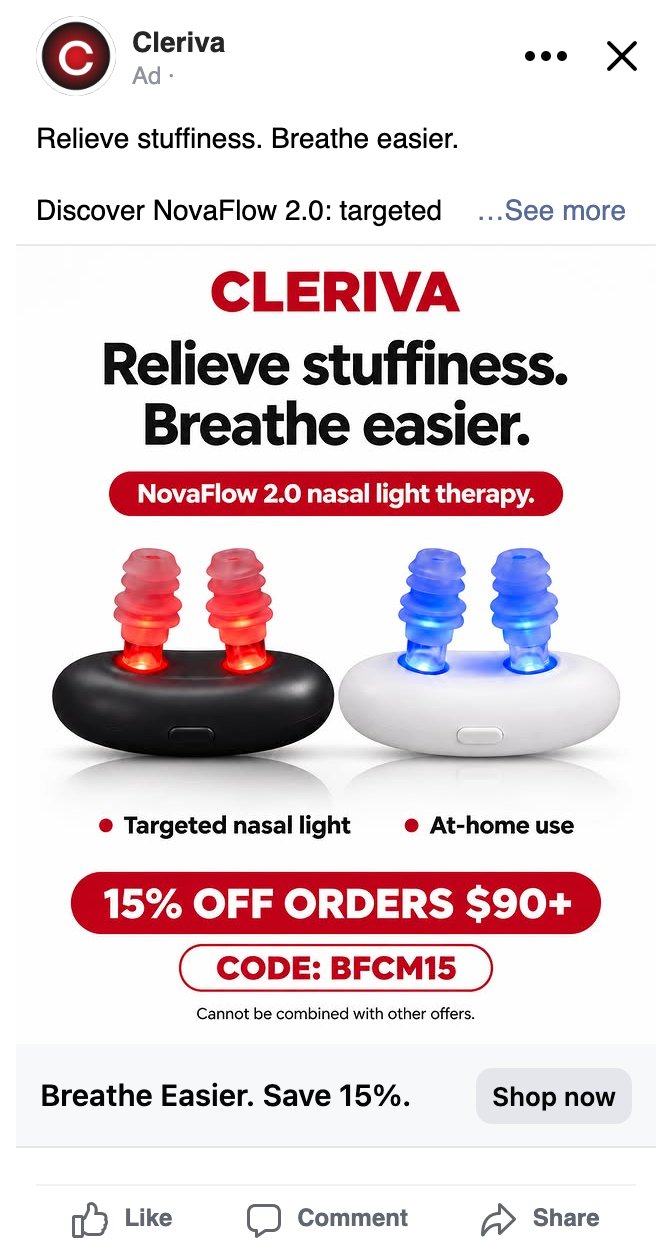 C
Cleriva
Ad ·
Relieve stuffiness. Breathe easier.
Discover NovaFlow 2.0: targeted ...See more
CLERIVA
Relieve stuffiness.
Breathe easier.
NovaFlow 2.0 nasal light therapy.
• Targeted nasal light • At-home use
15% OFF ORDERS $90+
CODE: BFCM15
Cannot be combined with other offers.
Breathe Easier. Save 15%. Shop now
Like Comment Share